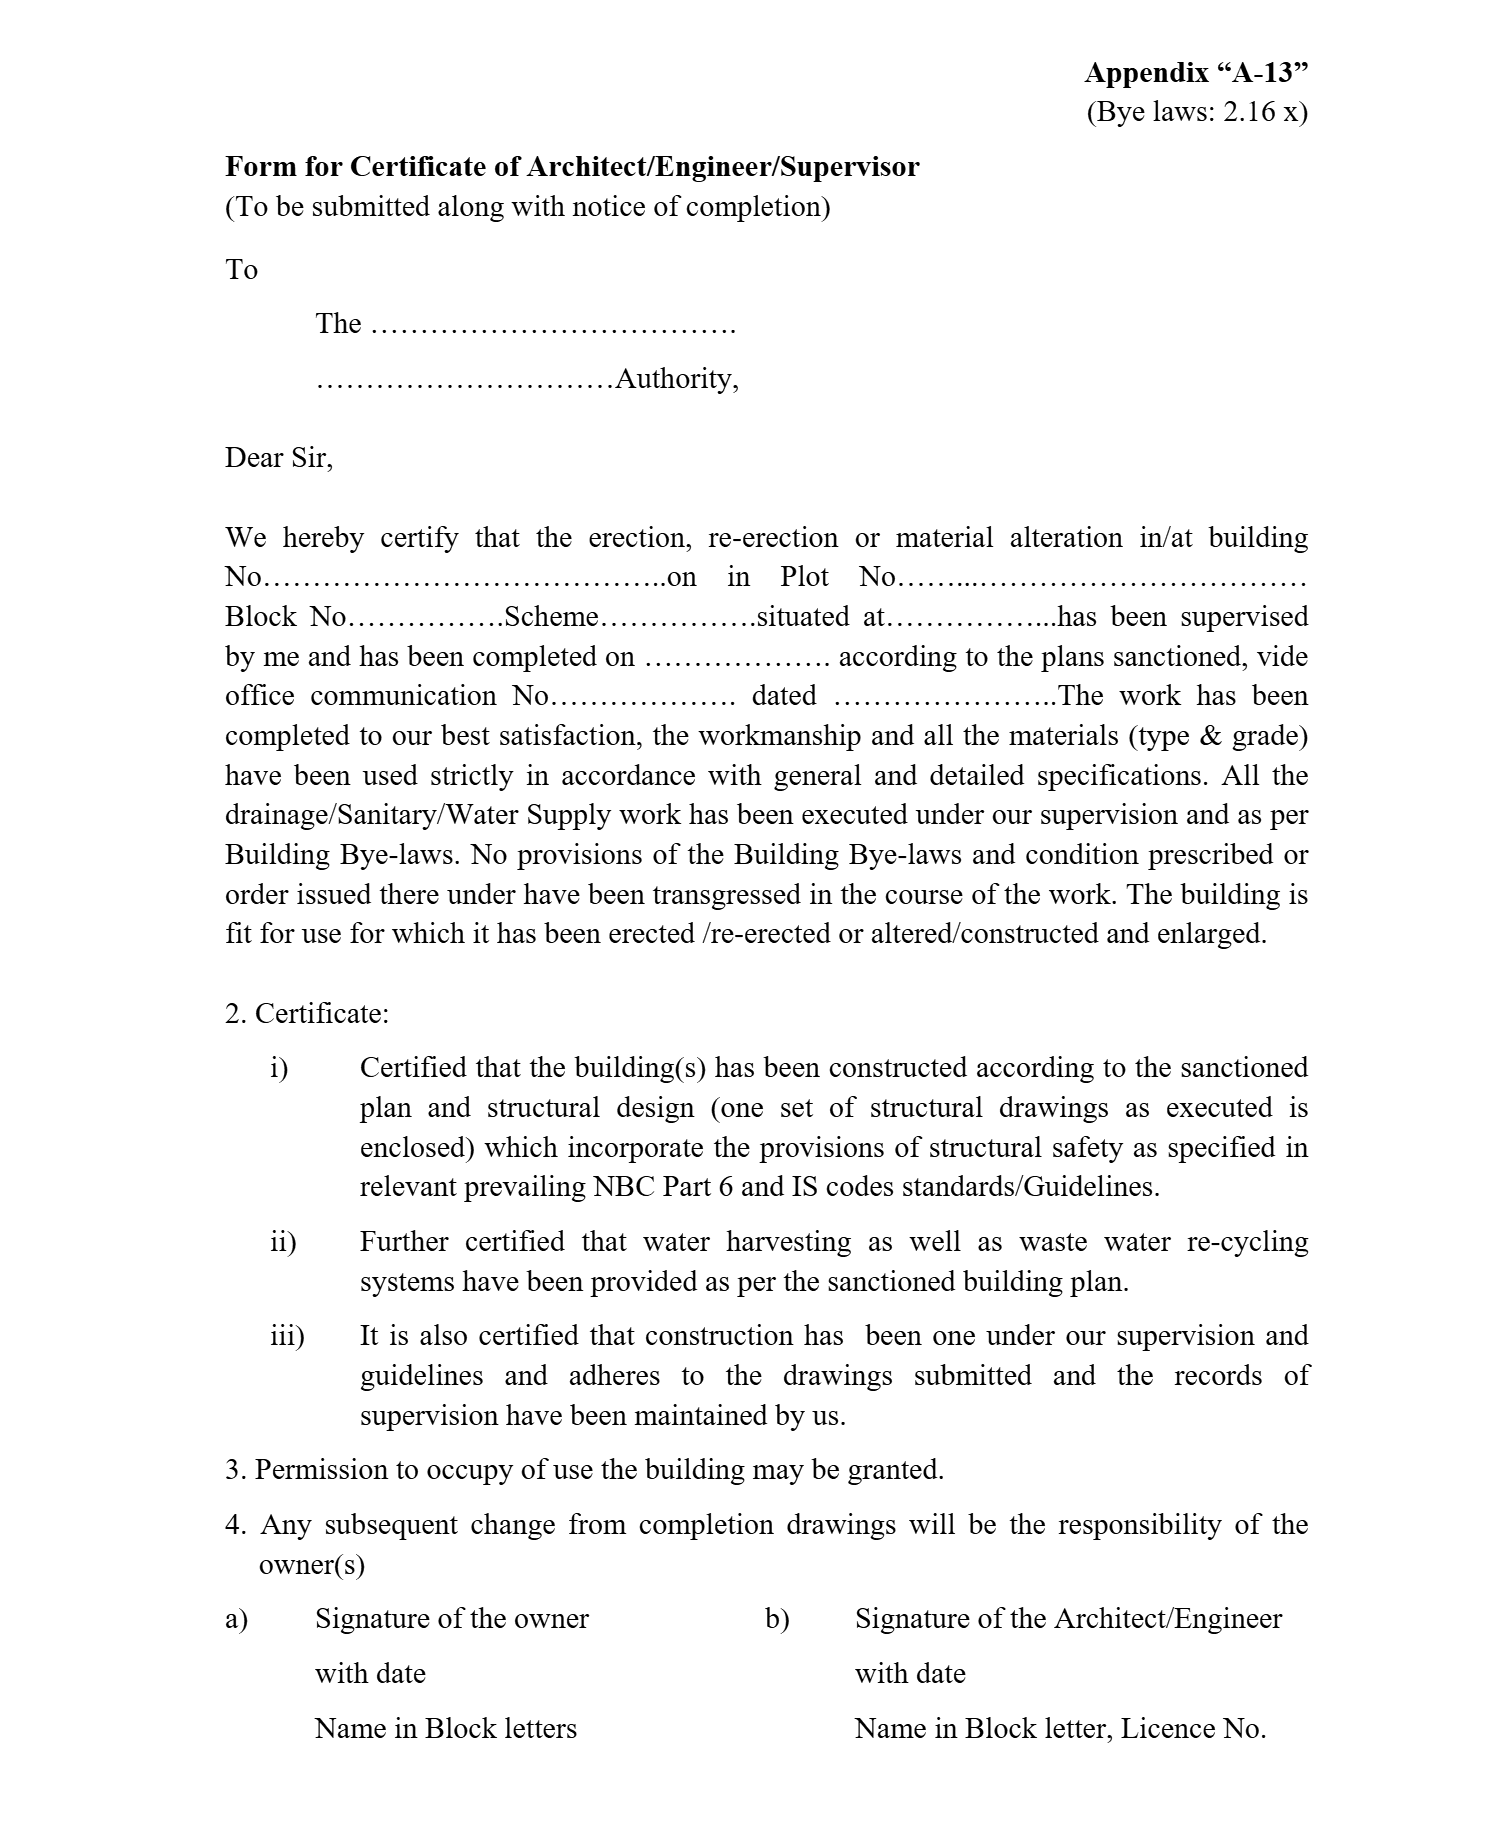 Appendix “A-13”
(Bye laws: 2.16 x)
Form for Certificate of Architect/Engineer/Supervisor
(To be submitted along with notice of completion)
To
The ……………………………….
…………………………Authority,
Dear Sir,
We hereby certify that the erection, re-erection or material alteration in/at building
No…………………………………..on in Plot No……...……………………………
Block No…………….Scheme…………….situated at……………...has been supervised
by me and has been completed on ………………. according to the plans sanctioned, vide
office communication No………………. dated …………………..The work has been
completed to our best satisfaction, the workmanship and all the materials (type & grade)
have been used strictly in accordance with general and detailed specifications. All the
drainage/Sanitary/Water Supply work has been executed under our supervision and as per
Building Bye-laws. No provisions of the Building Bye-laws and condition prescribed or
order issued there under have been transgressed in the course of the work. The building is
fit for use for which it has been erected /re-erected or altered/constructed and enlarged.
2. Certificate:
i) Certified that the building(s) has been constructed according to the sanctioned
plan and structural design (one set of structural drawings as executed is
enclosed) which incorporate the provisions of structural safety as specified in
relevant prevailing NBC Part 6 and IS codes standards/Guidelines.
ii) Further certified that water harvesting as well as waste water re-cycling
systems have been provided as per the sanctioned building plan.
iii) It is also certified that construction has been one under our supervision and
guidelines and adheres to the drawings submitted and the records of
supervision have been maintained by us.
3. Permission to occupy of use the building may be granted.
4. Any subsequent change from completion drawings will be the responsibility of the
owner(s)
a) Signature of the owner b) Signature of the Architect/Engineer
with date with date
Name in Block letters Name in Block letter, Licence No.